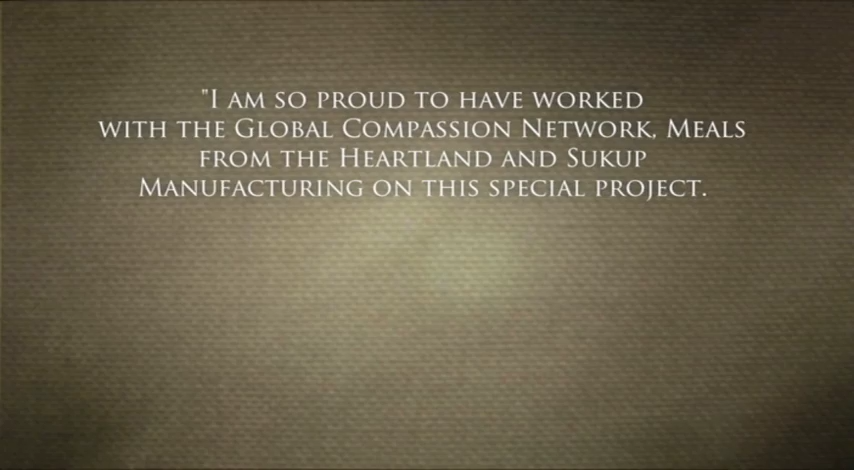 "I am so proud to have worked
with the Global Compassion Network, Meals
from the Heartland and Sukup
Manufacturing on this special project.